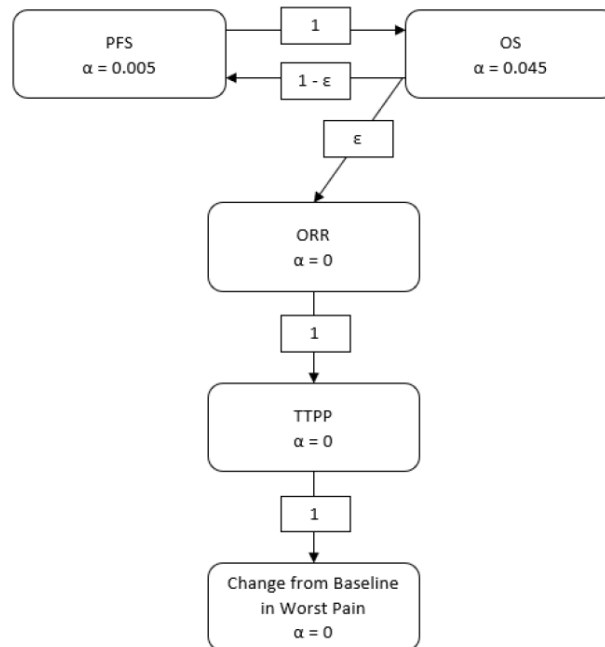 PFS
α = 0.005
1
OS
α = 0.045
1 - ε
ε
ORR
α = 0
1
TTPP
α = 0
1
Change from Baseline
in Worst Pain
α = 0